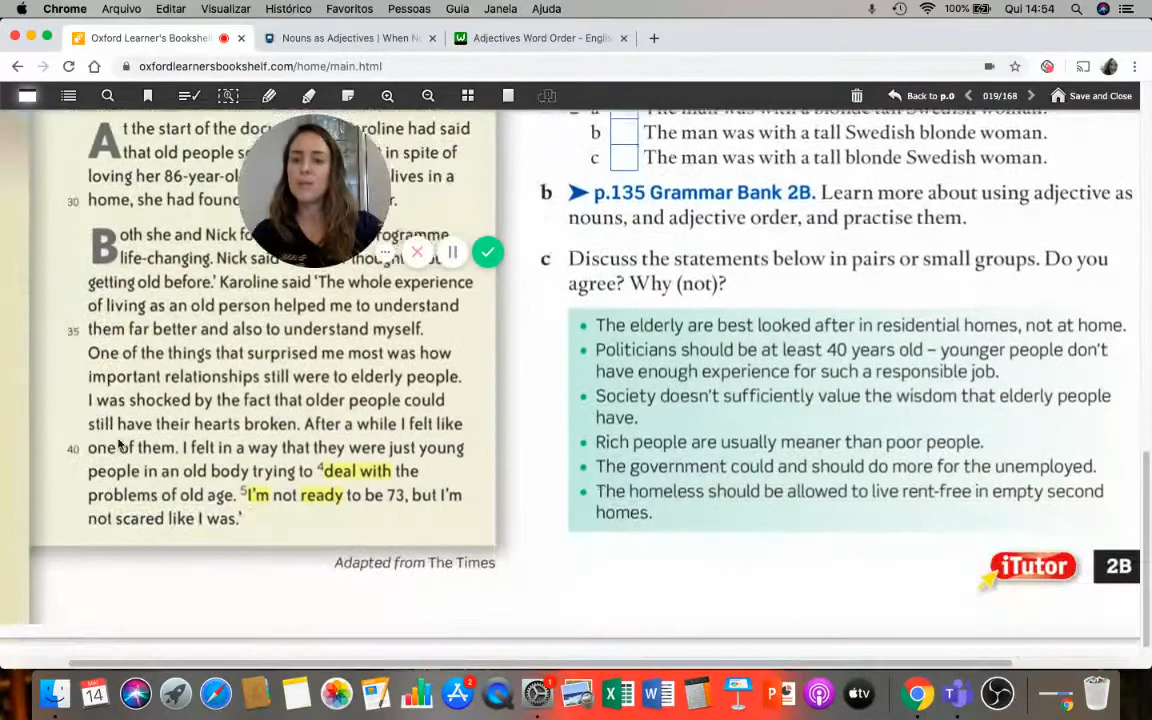 Chrome Arquivo Editar Visualizar Histórico Favoritos Pessoas Guia Janela Ajuda
100% Qui 14:54
Oxford Learner's Bookshel
Nouns as Adjectives | When N
Adjectives Word Order - Englis
oxfordlearnersbookshelf.com/home/main.html
Back to p.0 019/168 Save and Close
At the start of the doc roline had said
that old people s in spite of
loving her 86-year-ol lives in a
30 home, she had found r.
Both she and Nick fo rogramme
life-changing. Nick said thought
getting old before.' Karoline said 'The whole experience
of living as an old person helped me to understand
35 them far better and also to understand myself.
One of the things that surprised me most was how
important relationships still were to elderly people.
I was shocked by the fact that older people could
still have their hearts broken. After a while I felt like
40 one of them. I felt in a way that they were just young
people in an old body trying to ⁴deal with the
problems of old age. ⁵I'm not ready to be 73, but I'm
not scared like I was.'
Adapted from The Times
b The man was with a tall Swedish blonde woman.
c The man was with a tall blonde Swedish woman.
b p.135 Grammar Bank 2B. Learn more about using adjective as
nouns, and adjective order, and practise them.
c Discuss the statements below in pairs or small groups. Do you
agree? Why (not)?
• The elderly are best looked after in residential homes, not at home.
• Politicians should be at least 40 years old – younger people don't
have enough experience for such a responsible job.
• Society doesn't sufficiently value the wisdom that elderly people
have.
• Rich people are usually meaner than poor people.
• The government could and should do more for the unemployed.
• The homeless should be allowed to live rent-free in empty second
homes.
iTutor 2B
14
2
1
tv